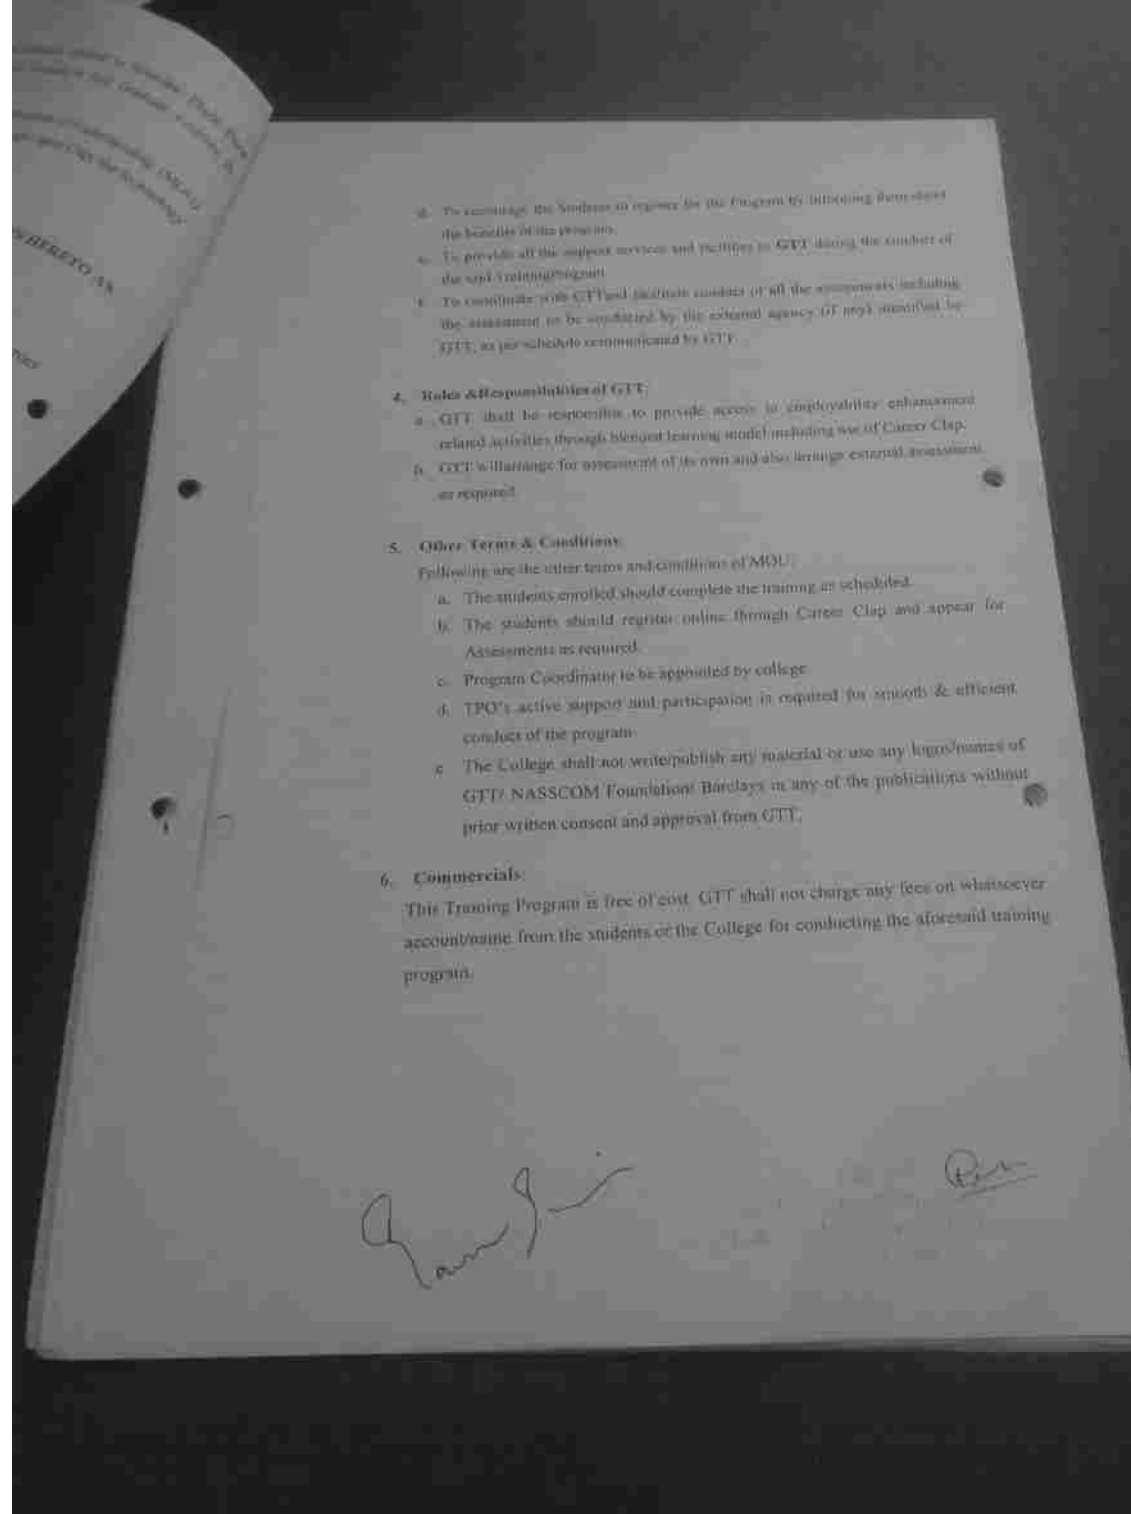 (MOU)
N HERETO AS
d. To encourage the Students to register for the Program by informing them about
the benefits of the program.
e. To provide all the support services and facilities to GTT during the conduct of
the said TrainingProgram
f. To coordinate with GTTand facilitate conduct of all the assessments including
the assessment to be conducted by the external agency (if any) identified by
GTT, as per schedule communicated by GTT
4. Roles &Responsibilities of GTT:
a. GTT shall be responsible to provide access to employability enhancement
related activities through blended learning model including use of Career Clap.
b. GTT willarrange for assessment of its own and also arrange external assessment
as required
5. Other Terms & Conditions:
Following are the other terms and conditions of MOU:
a. The students enrolled should complete the training as scheduled.
b. The students should register online through Career Clap and appear for
Assessments as required.
c. Program Coordinator to be appointed by college
d. TPO's active support and participation is required for smooth & efficient
conduct of the program
e The College shall not write/publish any material or use any logos/names of
GTT/ NASSCOM Foundation/ Barclays in any of the publications without
prior written consent and approval from GTT.
6. Commercials:
This Training Program is free of cost. GTT shall not charge any fees on whatsoever
account/name from the students or the College for conducting the aforesaid training
program.